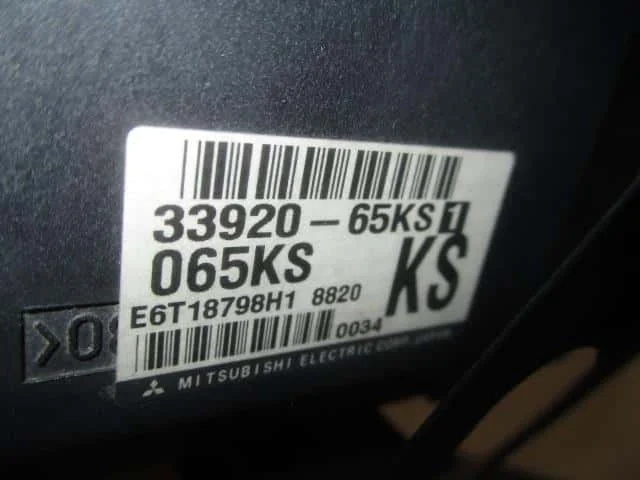 33920-65KS 1
065KS
KS
E6T18798H1 8820
0034
MITSUBISHI ELECTRIC CORP. JAPAN